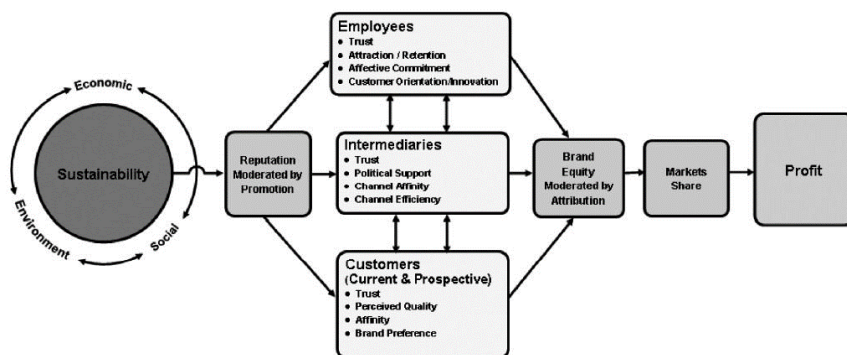 Economic
Sustainability
Environment
Social
Reputation
Moderated by
Promotion
Employees
● Trust
● Attraction / Retention
● Affective Commitment
● Customer Orientation/Innovation
Intermediaries
● Trust
● Political Support
● Channel Affinity
● Channel Efficiency
Customers
(Current & Prospective)
● Trust
● Perceived Quality
● Affinity
● Brand Preference
Brand
Equity
Moderated by
Attribution
Markets
Share
Profit